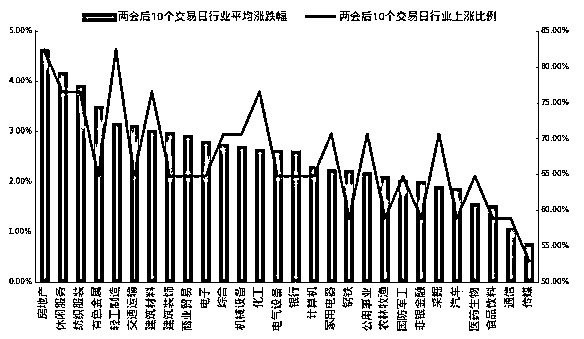 两会后10个交易日行业平均涨跌幅 两会后10个交易日行业上涨比例
5.00% 85.00%
80.00%
4.00%
75.00%
3.00% 70.00%
65.00%
2.00%
60.00%
1.00%
55.00%
0.00% 50.00%
房地产
休闲服务
纺织服装
有色金属
轻工制造
交通运输
建筑材料
建筑装饰
商业贸易
电子
综合
机械设备
化工
电气设备
银行
计算机
家用电器
钢铁
公用事业
农林牧渔
国防军工
非银金融
采掘
汽车
医药生物
食品饮料
通信
传媒